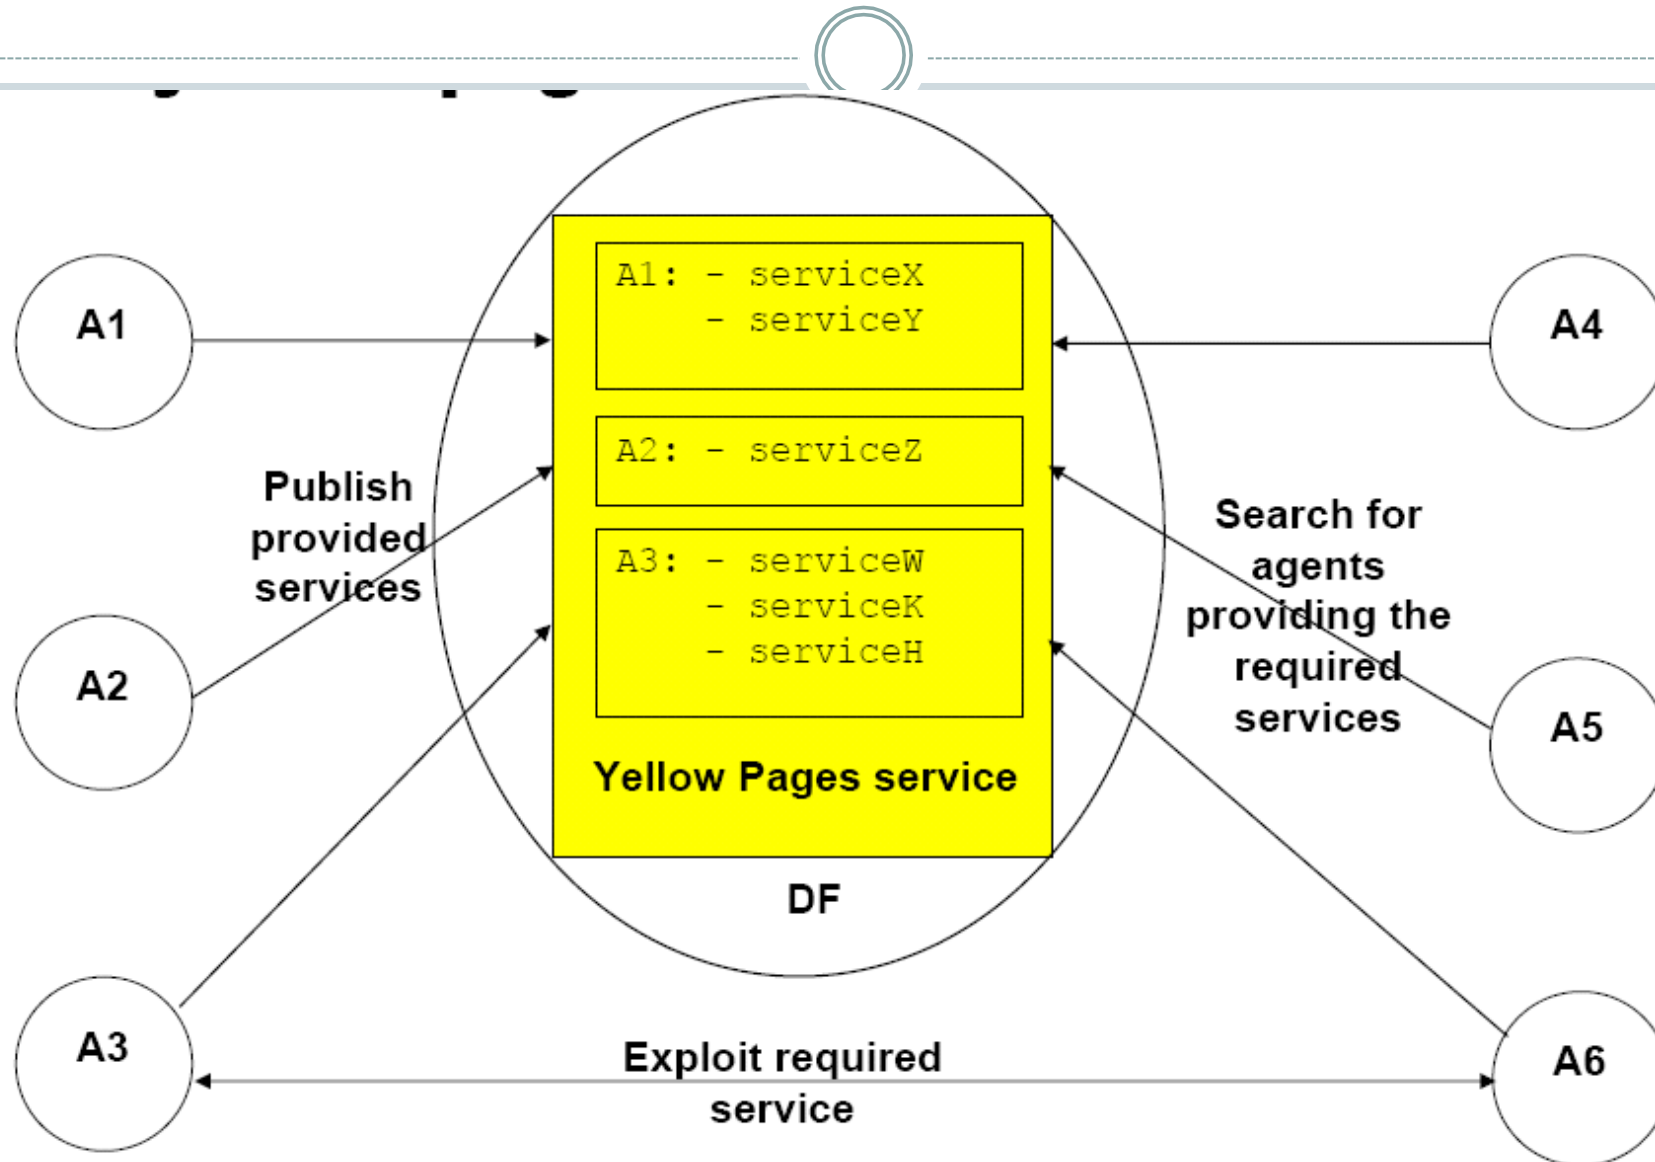 A1: - serviceX
- serviceY
A1
A4
A2: - serviceZ
Publish
provided
services
Search for
agents
providing the
required
services
A3: - serviceW
- serviceK
- serviceH
A2
A5
Yellow Pages service
DF
A3
Exploit required
service
A6